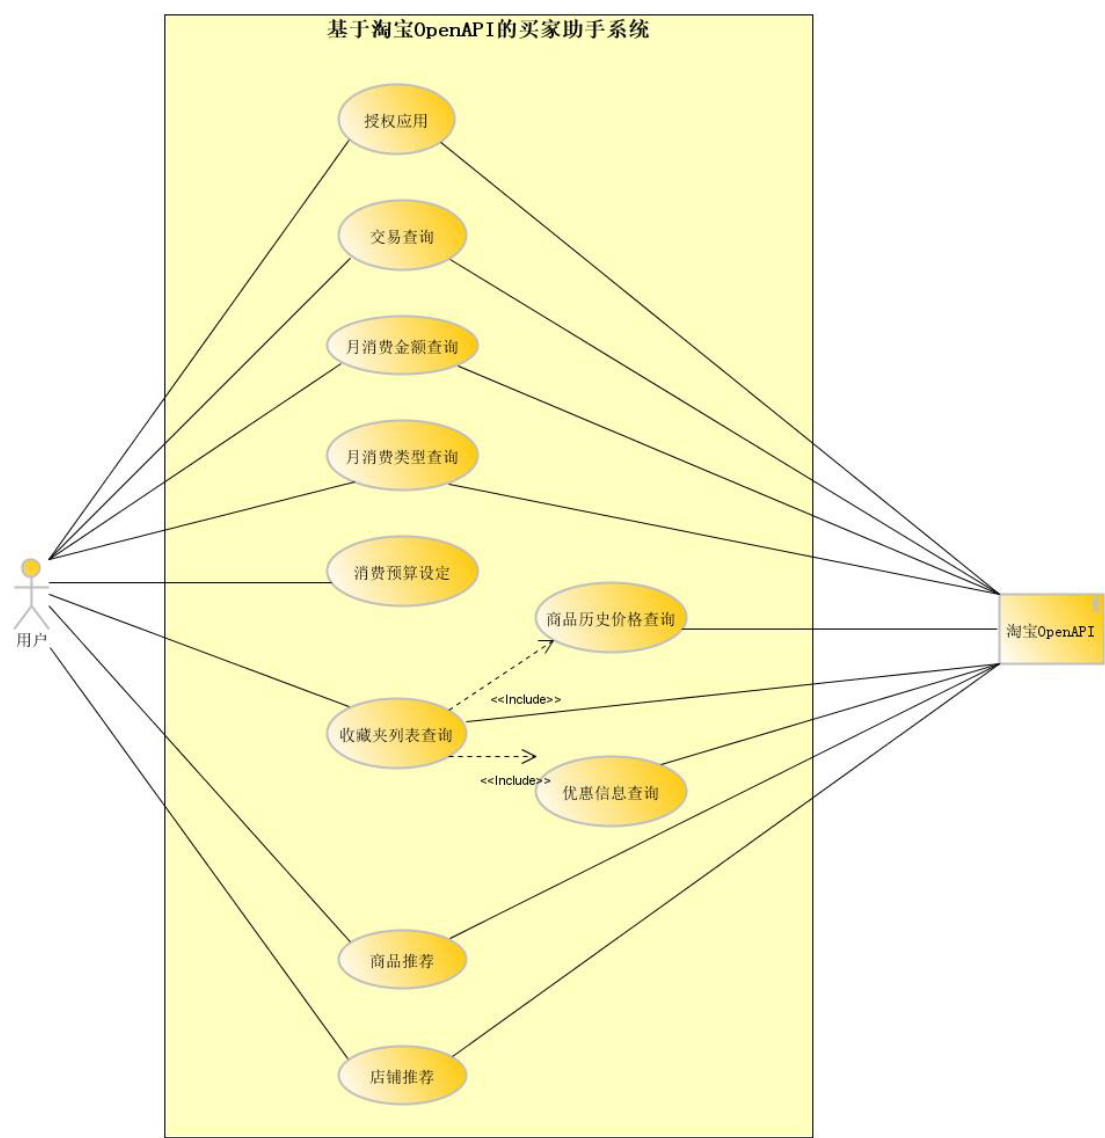 基于淘宝OpenAPI的买家助手系统
授权应用
交易查询
月消费金额查询
月消费类型查询
消费预算设定
商品历史价格查询
淘宝OpenAPI
用户
<<Include>>
收藏夹列表查询
<<Include>>
优惠信息查询
商品推荐
店铺推荐